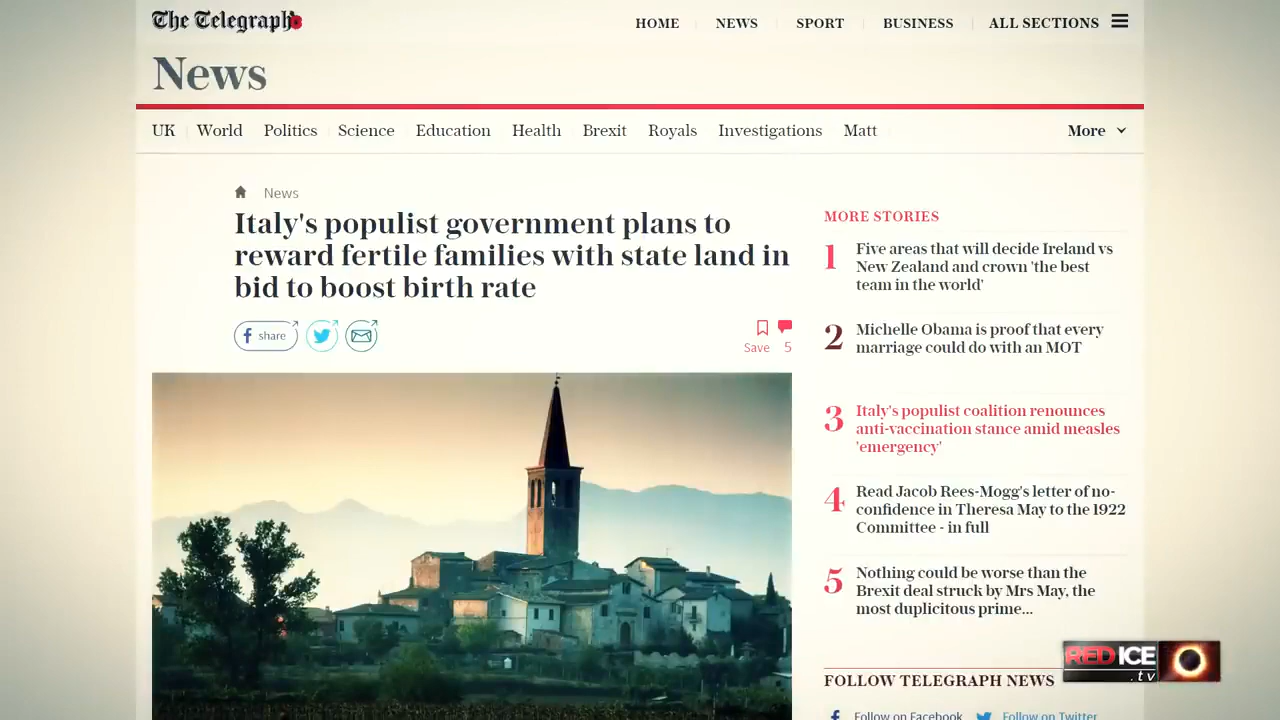 The Telegraph
HOME NEWS SPORT BUSINESS ALL SECTIONS
News
UK World Politics Science Education Health Brexit Royals Investigations Matt More
News
Italy's populist government plans to
reward fertile families with state land in
bid to boost birth rate
share
Save 5
MORE STORIES
1 Five areas that will decide Ireland vs
New Zealand and crown 'the best
team in the world'
2 Michelle Obama is proof that every
marriage could do with an MOT
3 Italy's populist coalition renounces
anti-vaccination stance amid measles
'emergency'
4 Read Jacob Rees-Mogg's letter of no-
confidence in Theresa May to the 1922
Committee - in full
5 Nothing could be worse than the
Brexit deal struck by Mrs May, the
most duplicitous prime...
FOLLOW TELEGRAPH NEWS
Follow on Facebook Follow on Twitter
RED ICE
.tv